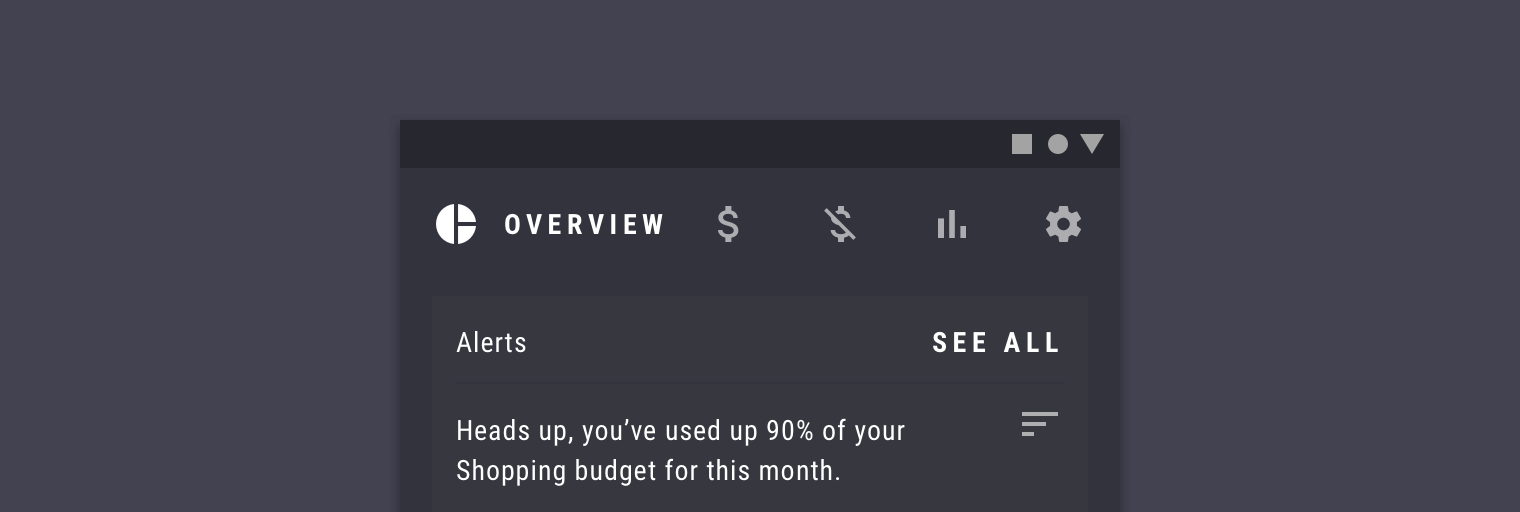 OVERVIEW
Alerts
SEE ALL
Heads up, you’ve used up 90% of your
Shopping budget for this month.